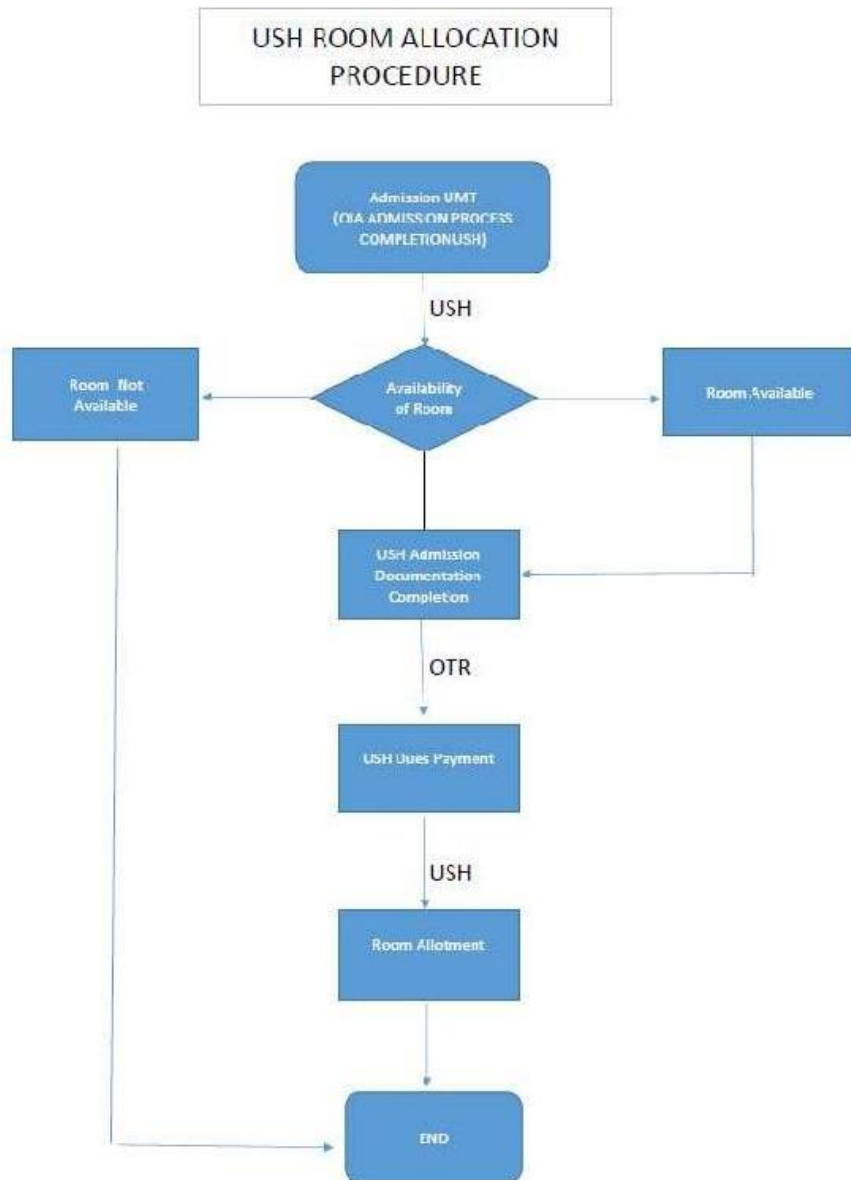 USH ROOM ALLOCATION
PROCEDURE
Admission UMT
(OIA ADMISSION PROCESS
COMPLETIONUSH)
USH
Room Not
Available
Availability
of Room
Room Available
USH Admission
Documentation
Completion
OTR
USH Dues Payment
USH
Room Allotment
END